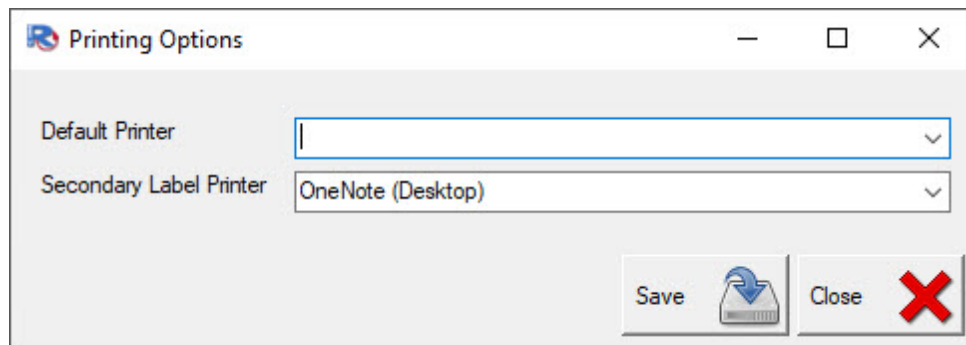 Printing Options
Default Printer
Secondary Label Printer OneNote (Desktop)
Save Close